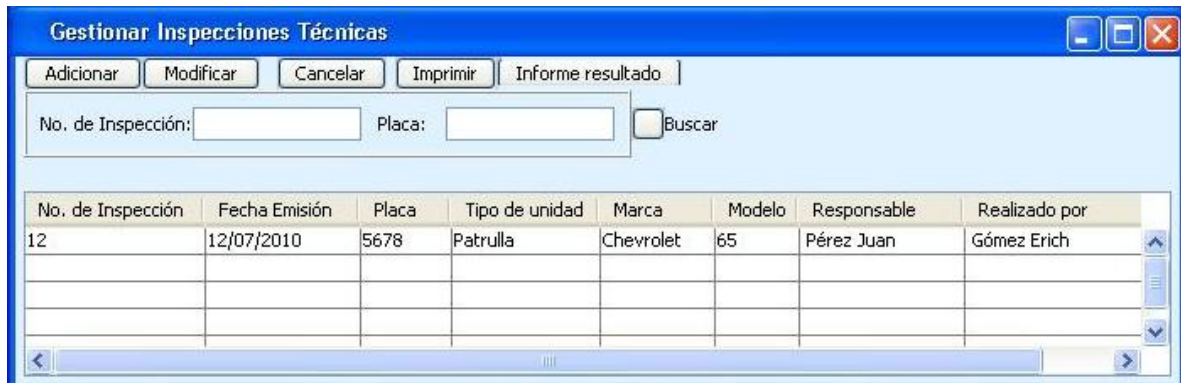 Gestionar Inspecciones Técnicas
Adicionar Modificar Cancelar Imprimir Informe resultado
No. de Inspección: Placa: Buscar
No. de Inspección Fecha Emisión Placa Tipo de unidad Marca Modelo Responsable Realizado por
12 12/07/2010 5678 Patrulla Chevrolet 65 Pérez Juan Gómez Erich